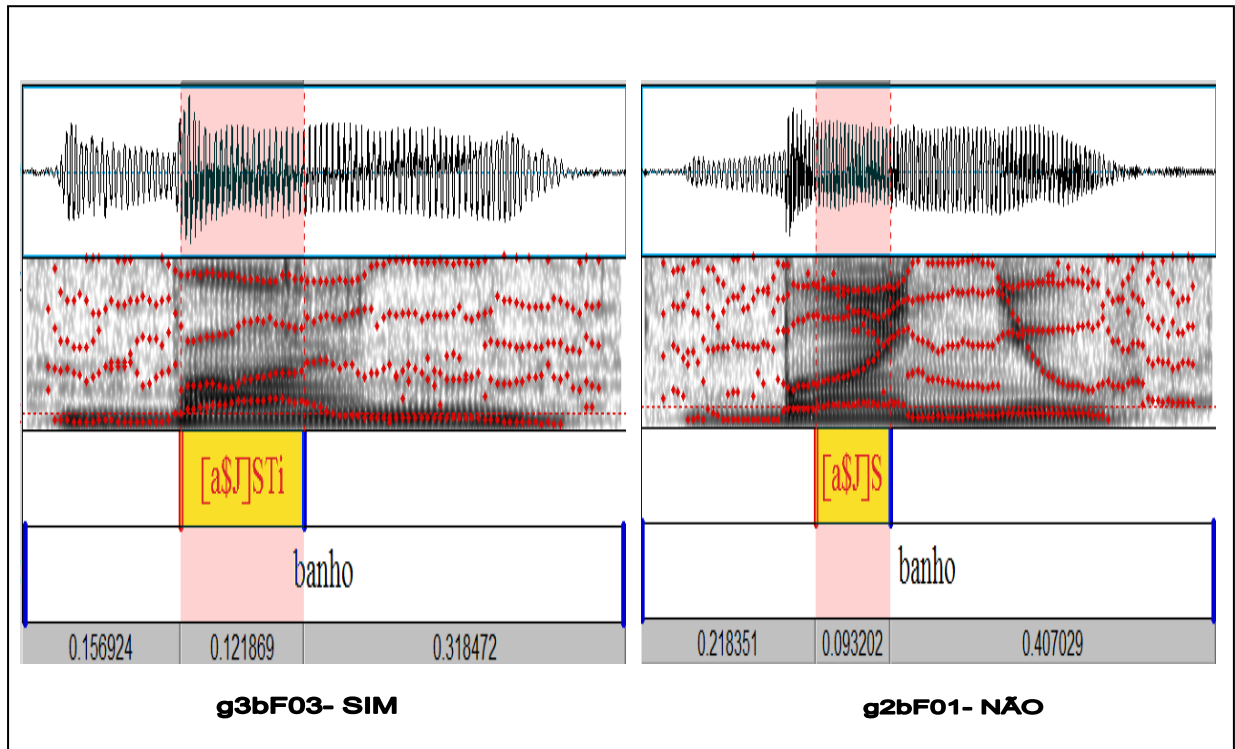 [a$J]STi
banho
0.156924 0.121869 0.318472
g3bF03- SIM
[a$J]S
banho
0.218351 0.093202 0.407029
g2bF01- NÃO